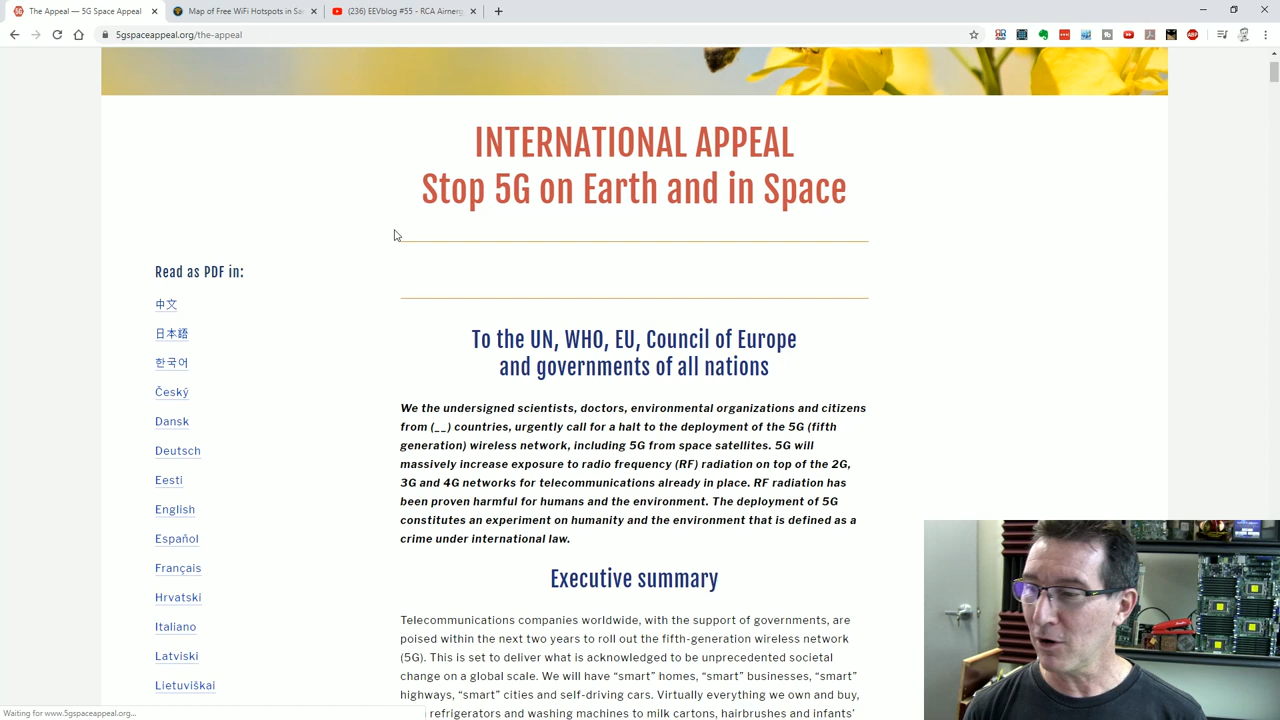 The Appeal — 5G Space Appeal
Map of Free WiFi Hotspots in Sa
(236) EEVblog #55 - RCA Airnerg
5gspaceappeal.org/the-appeal
INTERNATIONAL APPEAL
Stop 5G on Earth and in Space
Read as PDF in:
中文
日本語
한국어
Český
Dansk
Deutsch
Eesti
English
Español
Français
Hrvatski
Italiano
Latviski
Lietuviškai
To the UN, WHO, EU, Council of Europe
and governments of all nations
We the undersigned scientists, doctors, environmental organizations and citizens
from (__) countries, urgently call for a halt to the deployment of the 5G (fifth
generation) wireless network, including 5G from space satellites. 5G will
massively increase exposure to radio frequency (RF) radiation on top of the 2G,
3G and 4G networks for telecommunications already in place. RF radiation has
been proven harmful for humans and the environment. The deployment of 5G
constitutes an experiment on humanity and the environment that is defined as a
crime under international law.
Executive summary
Telecommunications companies worldwide, with the support of governments, are
poised within the next two years to roll out the fifth-generation wireless network
(5G). This is set to deliver what is acknowledged to be unprecedented societal
change on a global scale. We will have “smart” homes, “smart” businesses, “smart”
highways, “smart” cities and self-driving cars. Virtually everything we own and buy,
refrigerators and washing machines to milk cartons, hairbrushes and infants’
Waiting for www.5gspaceappeal.org...